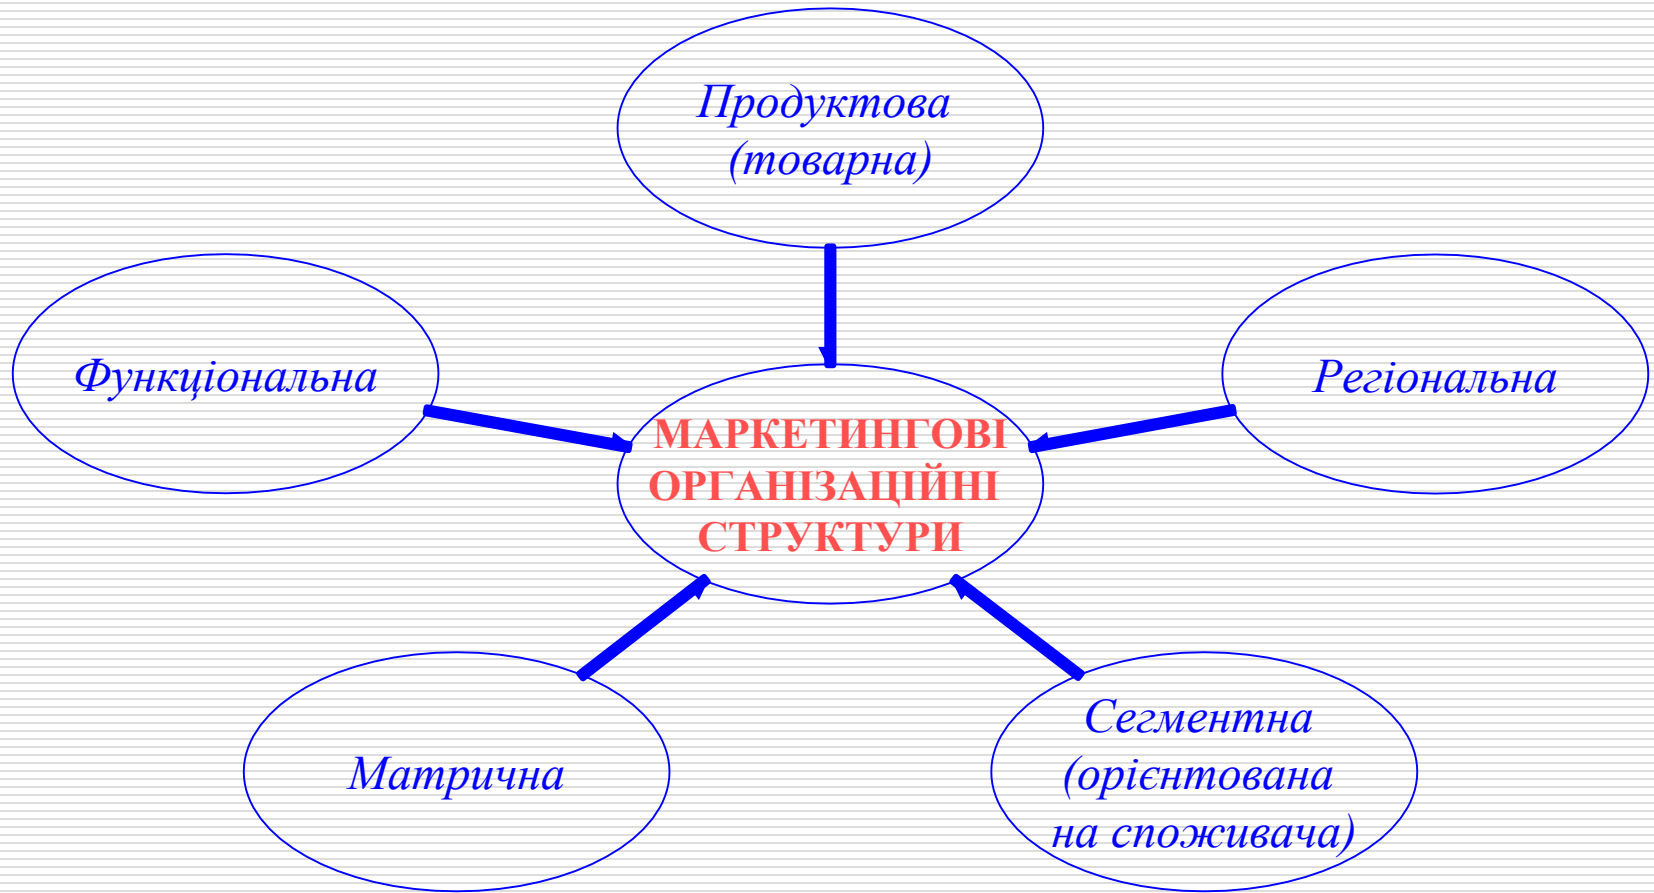 Продуктова
(товарна)
Функціональна
Регіональна
МАРКЕТИНГОВІ
ОРГАНІЗАЦІЙНІ
СТРУКТУРИ
Матрична
Сегментна
(орієнтована
на споживача)